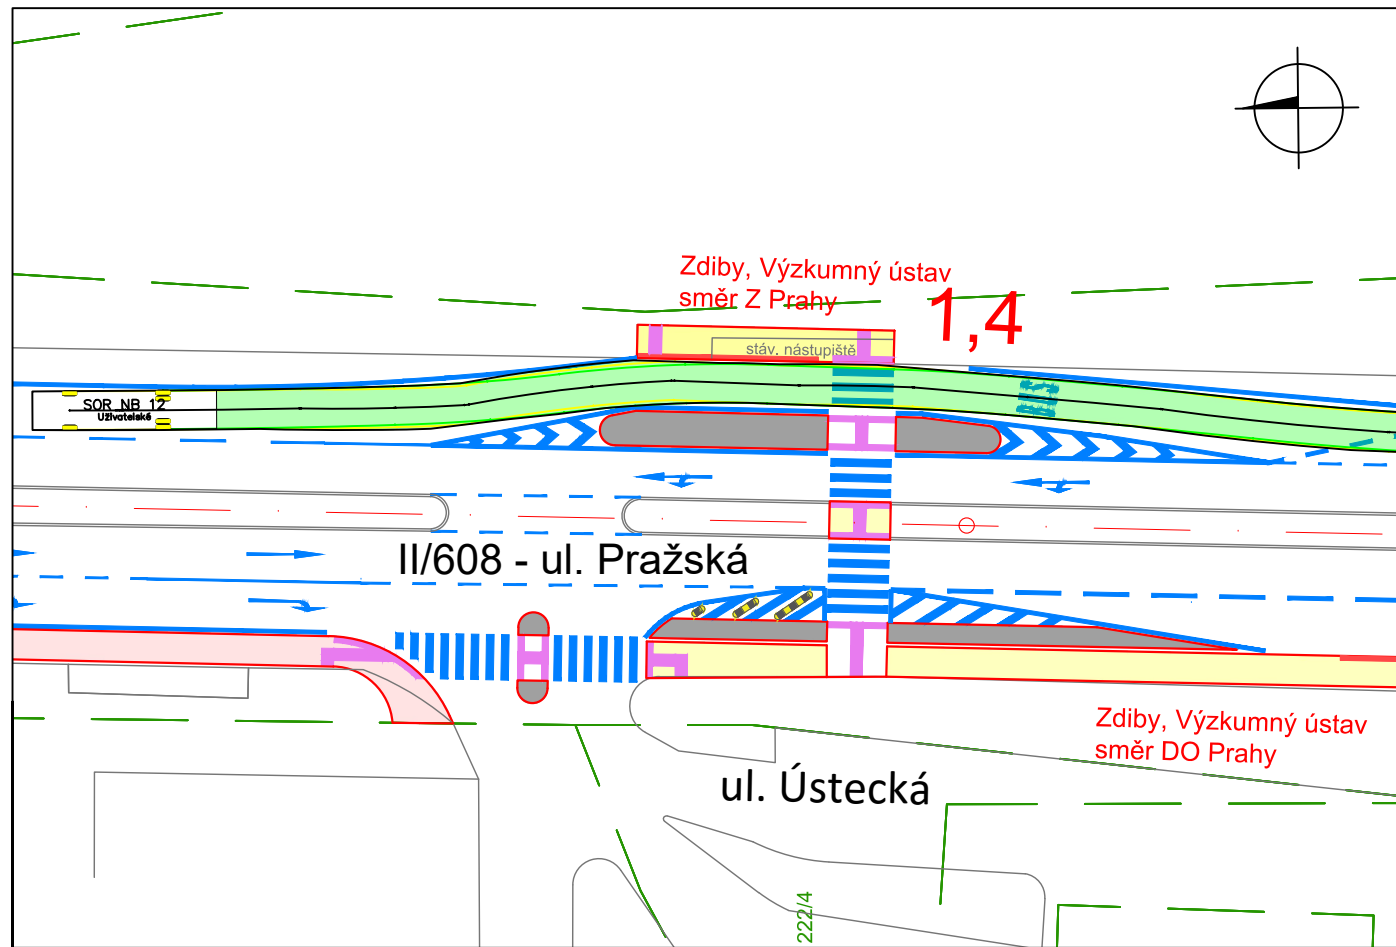 Zdiby, Výzkumný ústav
směr Z Prahy
1,4
stáv. nástupiště
SOR NB 12
Uživatelské
II/608 - ul. Pražská
Zdiby, Výzkumný ústav
směr DO Prahy
ul. Ústecká
222/4